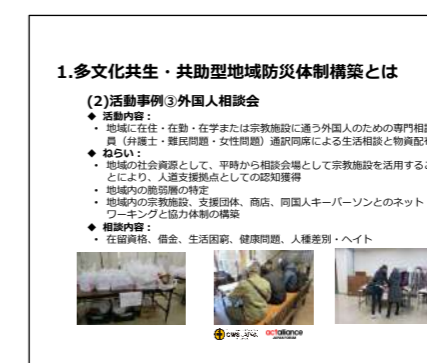 1.多文化共生・共助型地域防災体制構築とは
(2)活動事例③外国人相談会
◆ 活動内容：
• 地域に在住・在勤・在学または宗教施設に通う外国人のための専門相談
員（弁護士・難民問題・女性問題）通訳同席による生活相談と物資配布
◆ ねらい：
• 地域の社会資源として、平時から相談会場として宗教施設を活用するこ
とにより、人道支援拠点としての認知獲得
• 地域内の脆弱層の特定
• 地域内の宗教施設、支援団体、商店、同国人キーパーソンとのネット
ワーキングと協力体制の構築
◆ 相談内容：
• 在留資格、借金、生活困窮、健康問題、人種差別・ヘイト
CWS JAPAN actalliance